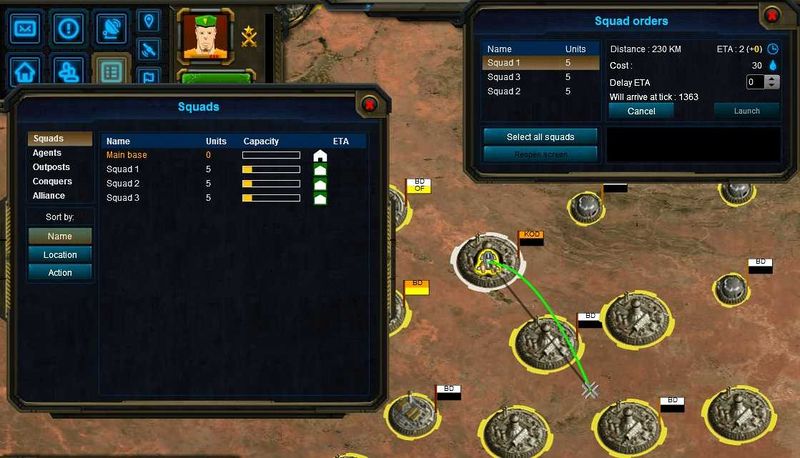 Squad orders
Name Units
Squad 1 5
Squad 3 5
Squad 2 5
Distance : 230 KM ETA : 2 (+0)
Cost : 30
Delay ETA 0
Will arrive at tick : 1363
Cancel Launch
Select all squads
Reopen screen
Squads
Squads
Agents
Outposts
Conquers
Alliance
Sort by:
Name
Location
Action
Name Units Capacity ETA
Main base 0
Squad 1 5
Squad 2 5
Squad 3 5
BD
OF
KOD
BD
BD
BD
BD
BD
BD